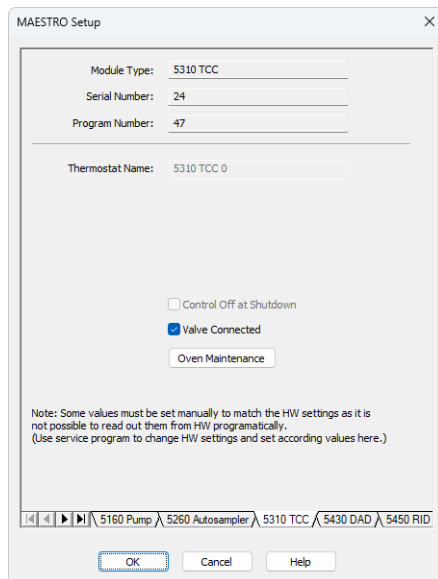 MAESTRO Setup
Module Type: 5310 TCC
Serial Number: 24
Program Number: 47
Thermostat Name: 5310 TCC 0
Control Off at Shutdown
Valve Connected
Oven Maintenance
Note: Some values must be set manually to match the HW settings as it is
not possible to read out them from HW programatically.
(Use service program to change HW settings and set according values here.)
5160 Pump 5260 Autosampler 5310 TCC 5430 DAD 5450 RID
OK Cancel Help